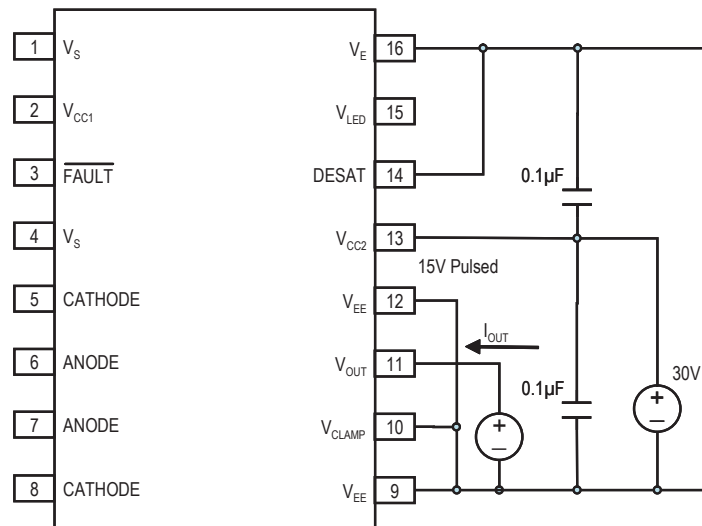 1 V_S
V_E 16
2 V_CC1
V_LED 15
3 FAULT
DESAT 14
0.1µF
4 V_S
V_CC2 13
15V Pulsed
5 CATHODE
V_EE 12
I_OUT
6 ANODE
V_OUT 11
30V
0.1µF
+
−
+
−
7 ANODE
V_CLAMP 10
8 CATHODE
V_EE 9